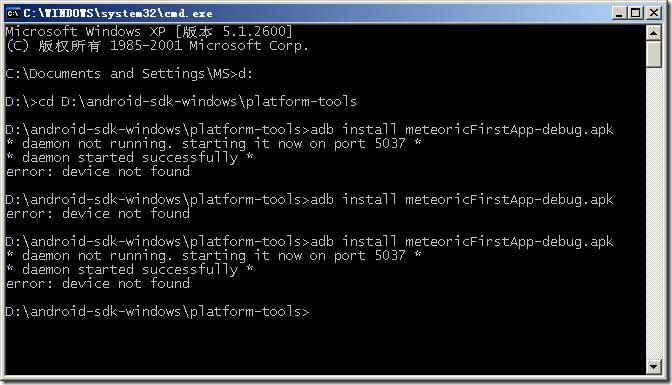 C:\WINDOWS\system32\cmd.exe
Microsoft Windows XP [版本 5.1.2600]
(C) 版权所有 1985-2001 Microsoft Corp.
C:\Documents and Settings\MS>d:
D:\>cd D:\android-sdk-windows\platform-tools
D:\android-sdk-windows\platform-tools>adb install meteoricFirstApp-debug.apk
* daemon not running. starting it now on port 5037 *
* daemon started successfully *
error: device not found
D:\android-sdk-windows\platform-tools>adb install meteoricFirstApp-debug.apk
error: device not found
D:\android-sdk-windows\platform-tools>adb install meteoricFirstApp-debug.apk
* daemon not running. starting it now on port 5037 *
* daemon started successfully *
error: device not found
D:\android-sdk-windows\platform-tools>